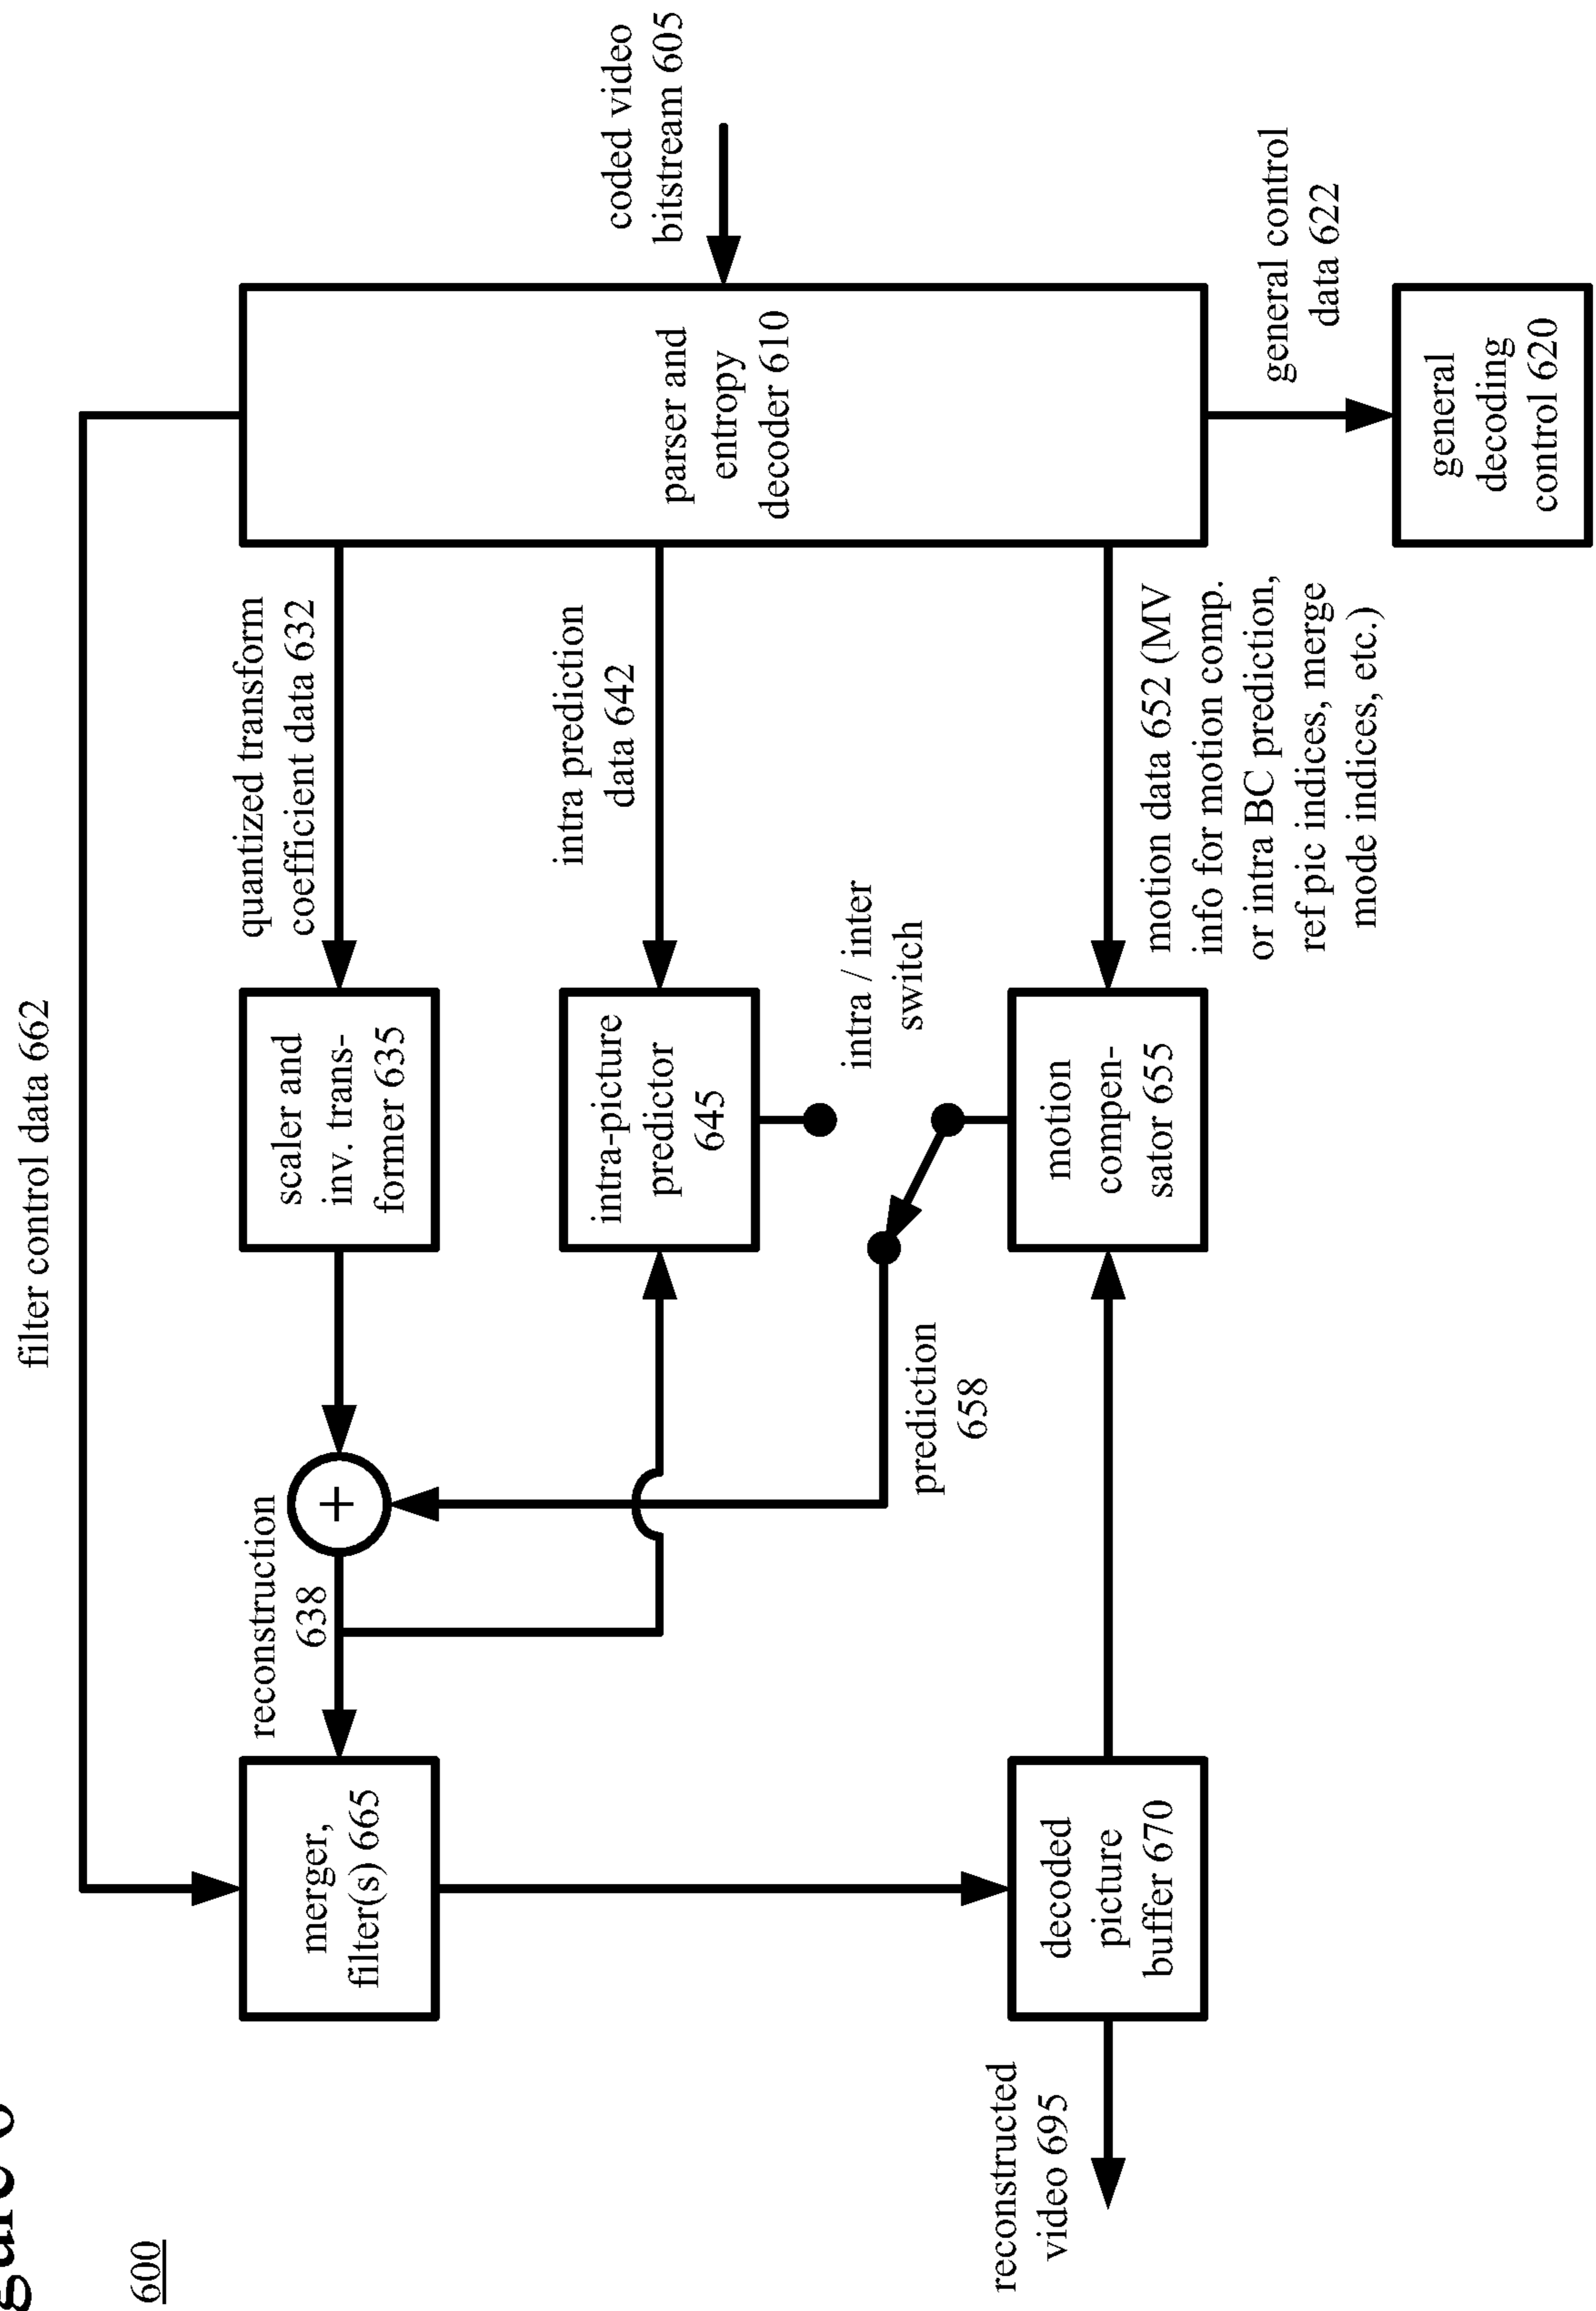 filter control data 662
600
merger,
filter(s) 665
reconstruction
638
+
scaler and
inv. trans-
former 635
quantized transform
coefficient data 632
intra-picture
predictor
645
intra prediction
data 642
parser and
entropy
decoder 610
coded video
bitstream 605
intra / inter
switch
prediction
658
reconstructed
video 695
decoded
picture
buffer 670
motion
compen-
sator 655
motion data 652 (MV
info for motion comp.
or intra BC prediction,
ref pic indices, merge
mode indices, etc.)
general control
data 622
general
decoding
control 620